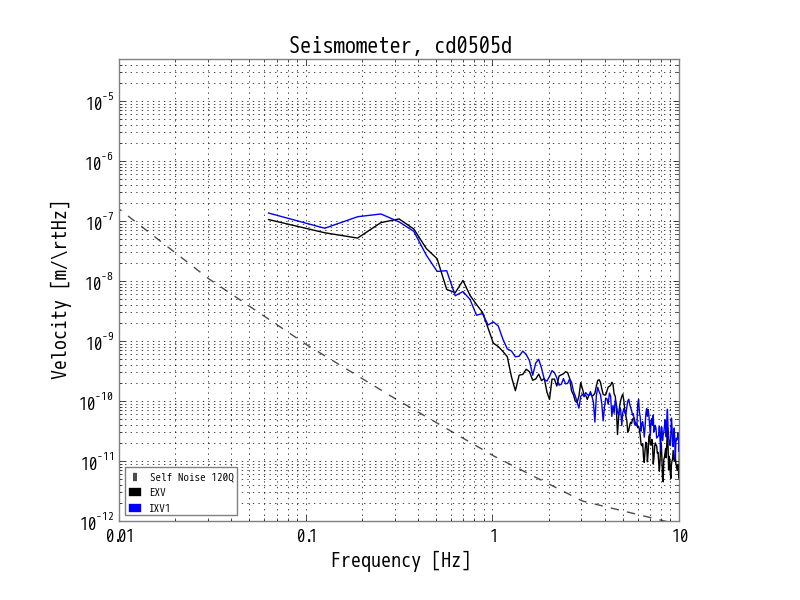 Seismometer, cd0505d
Velocity [m/\rtHz]
10^-5
10^-6
10^-7
10^-8
10^-9
10^-10
10^-11
10^-12
Self Noise 120Q
EXV
IXV1
0.01 0.1 1 10
Frequency [Hz]